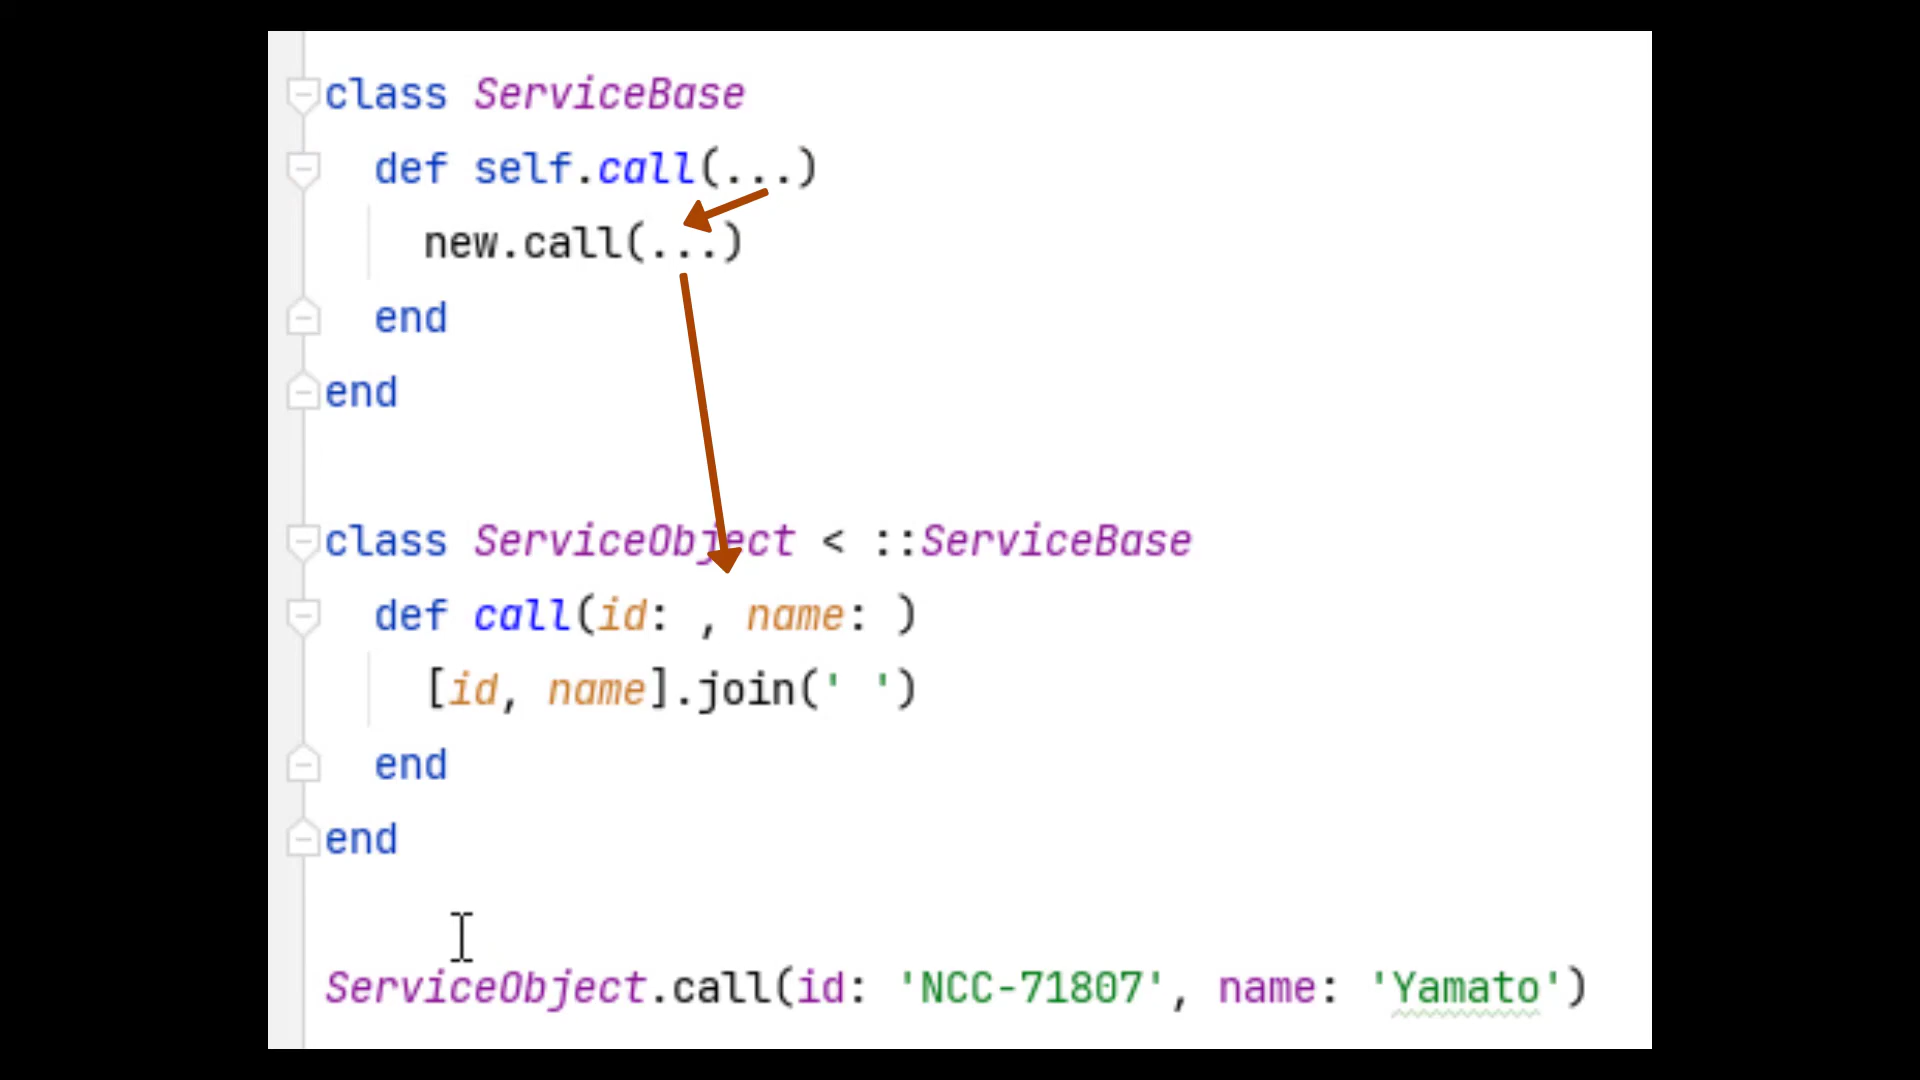 class ServiceBase
def self.call(...)
new.call(...)
end
end
class ServiceObject < ::ServiceBase
def call(id: , name: )
[id, name].join(' ')
end
end
ServiceObject.call(id: 'NCC-71807', name: 'Yamato')